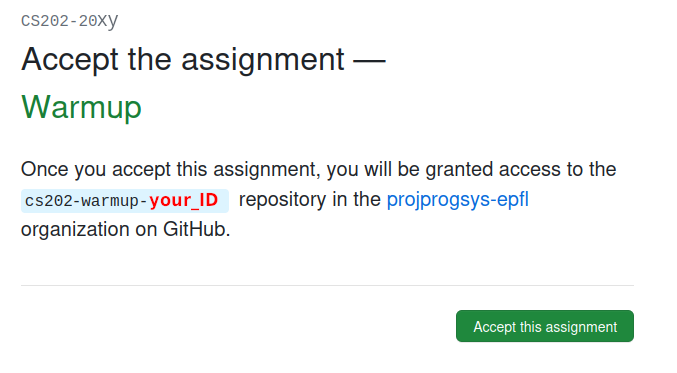 CS202-20Xy
Accept the assignment —
Warmup
Once you accept this assignment, you will be granted access to the
cs202-warmup-your_ID repository in the projprogsys-epfl
organization on GitHub.
Accept this assignment